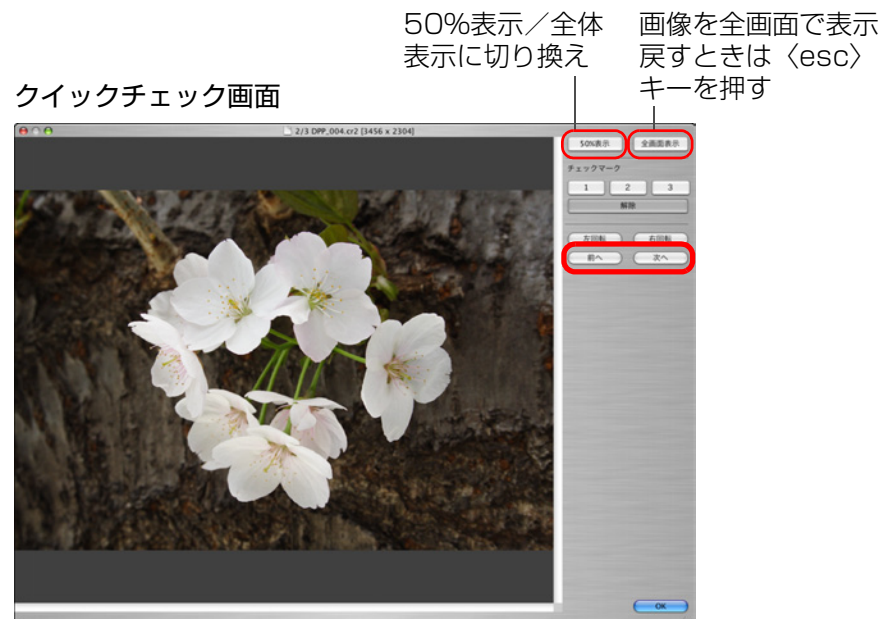 50%表示／全体
表示に切り換え
画像を全画面で表示
戻すときは〈esc〉
キーを押す
クイックチェック画面
2/3 DPP_004.cr2 [3456 x 2304]
50%表示
全画面表示
チェックマーク
1
2
3
解除
左回転
右回転
前へ
次へ
OK